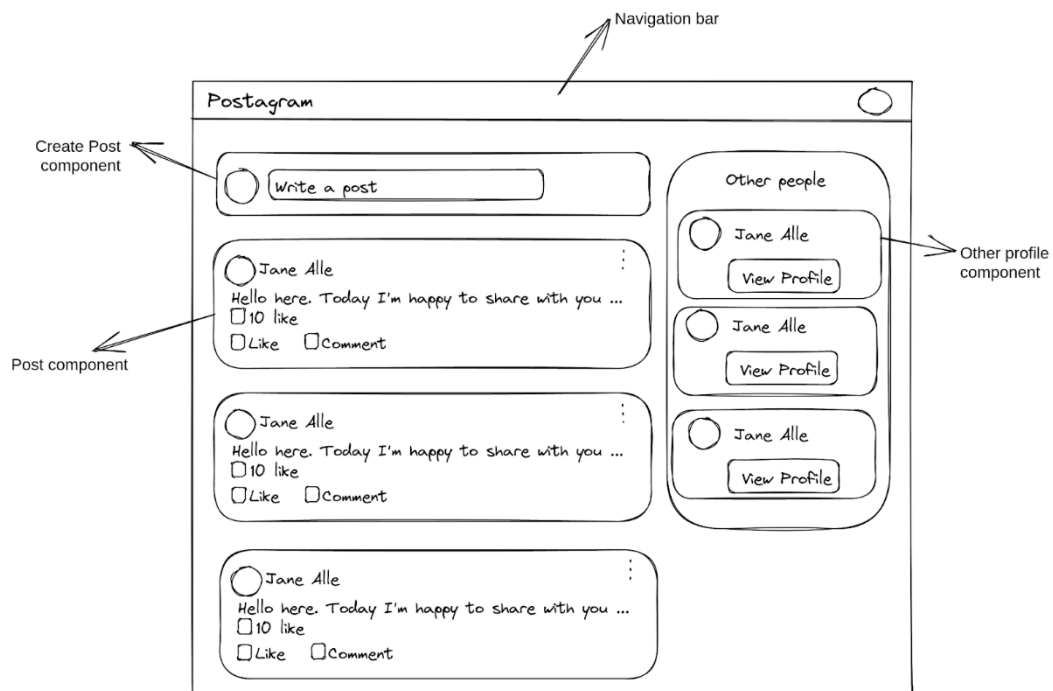 Navigation bar
Postagram
Create Post
component
Write a post
Other people
Jane Alle
View Profile
Other profile
component
Jane Alle
Hello here. Today I'm happy to share with you ...
10 like
Like Comment
Post component
Jane Alle
View Profile
Jane Alle
Hello here. Today I'm happy to share with you ...
10 like
Like Comment
Jane Alle
View Profile
Jane Alle
Hello here. Today I'm happy to share with you ...
10 like
Like Comment